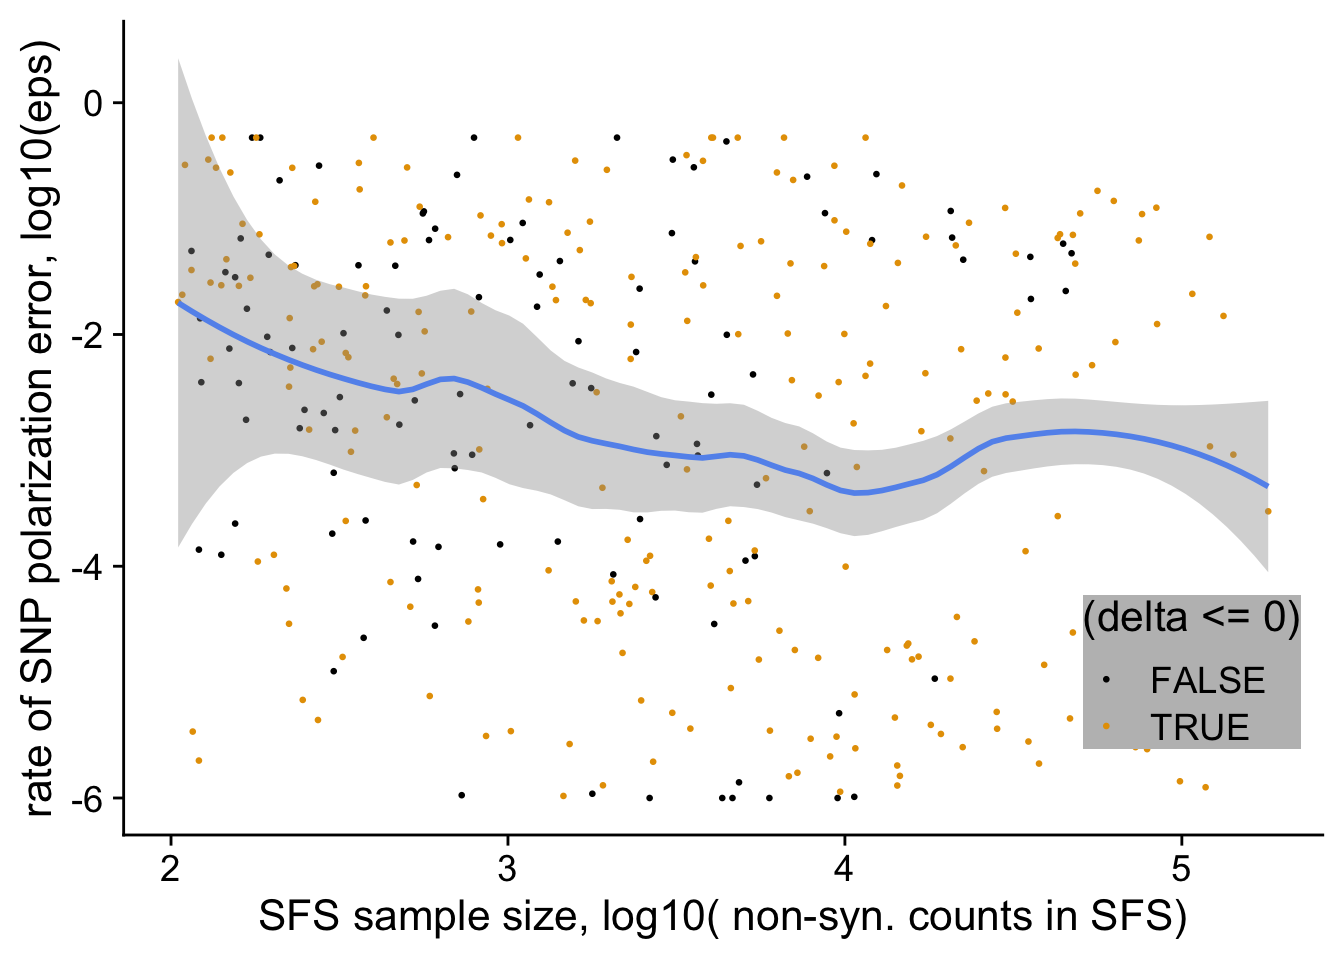 rate of SNP polarization error, log10(eps)
0
-2
-4
-6
(delta <= 0)
FALSE
TRUE
2 3 4 5
SFS sample size, log10( non-syn. counts in SFS)